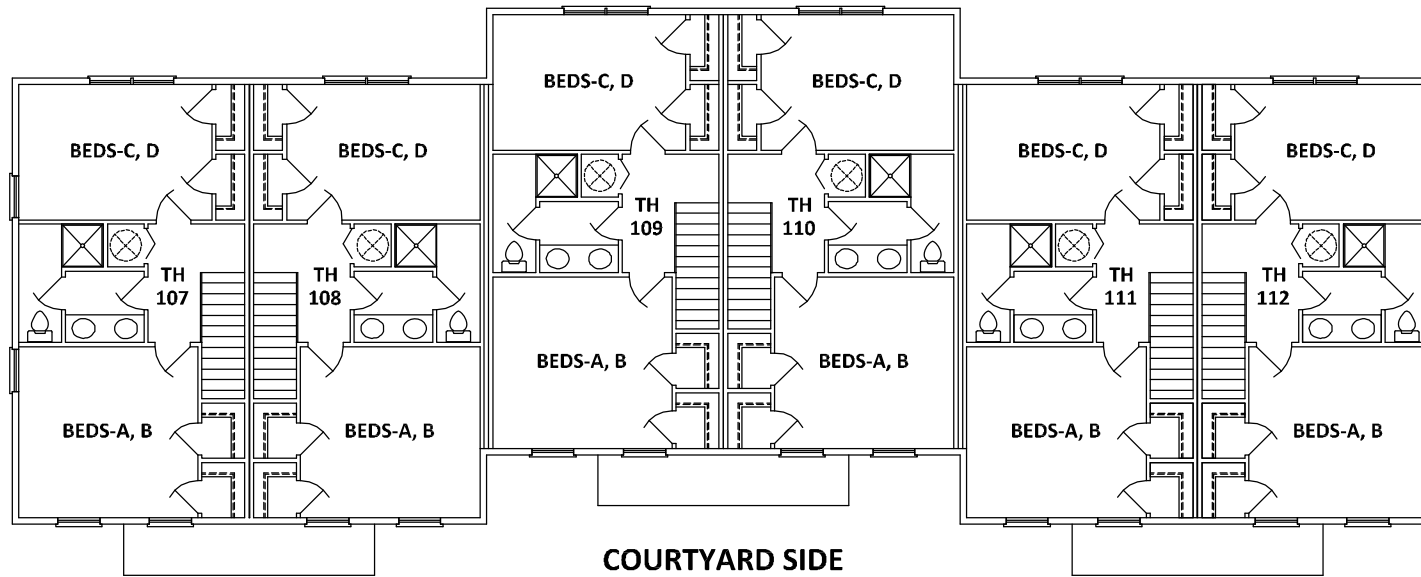 BEDS-C, D
BEDS-C, D
BEDS-C, D
BEDS-C, D
BEDS-C, D
BEDS-C, D
TH
107
TH
108
TH
109
TH
110
TH
111
TH
112
BEDS-A, B
BEDS-A, B
BEDS-A, B
BEDS-A, B
BEDS-A, B
BEDS-A, B
COURTYARD SIDE